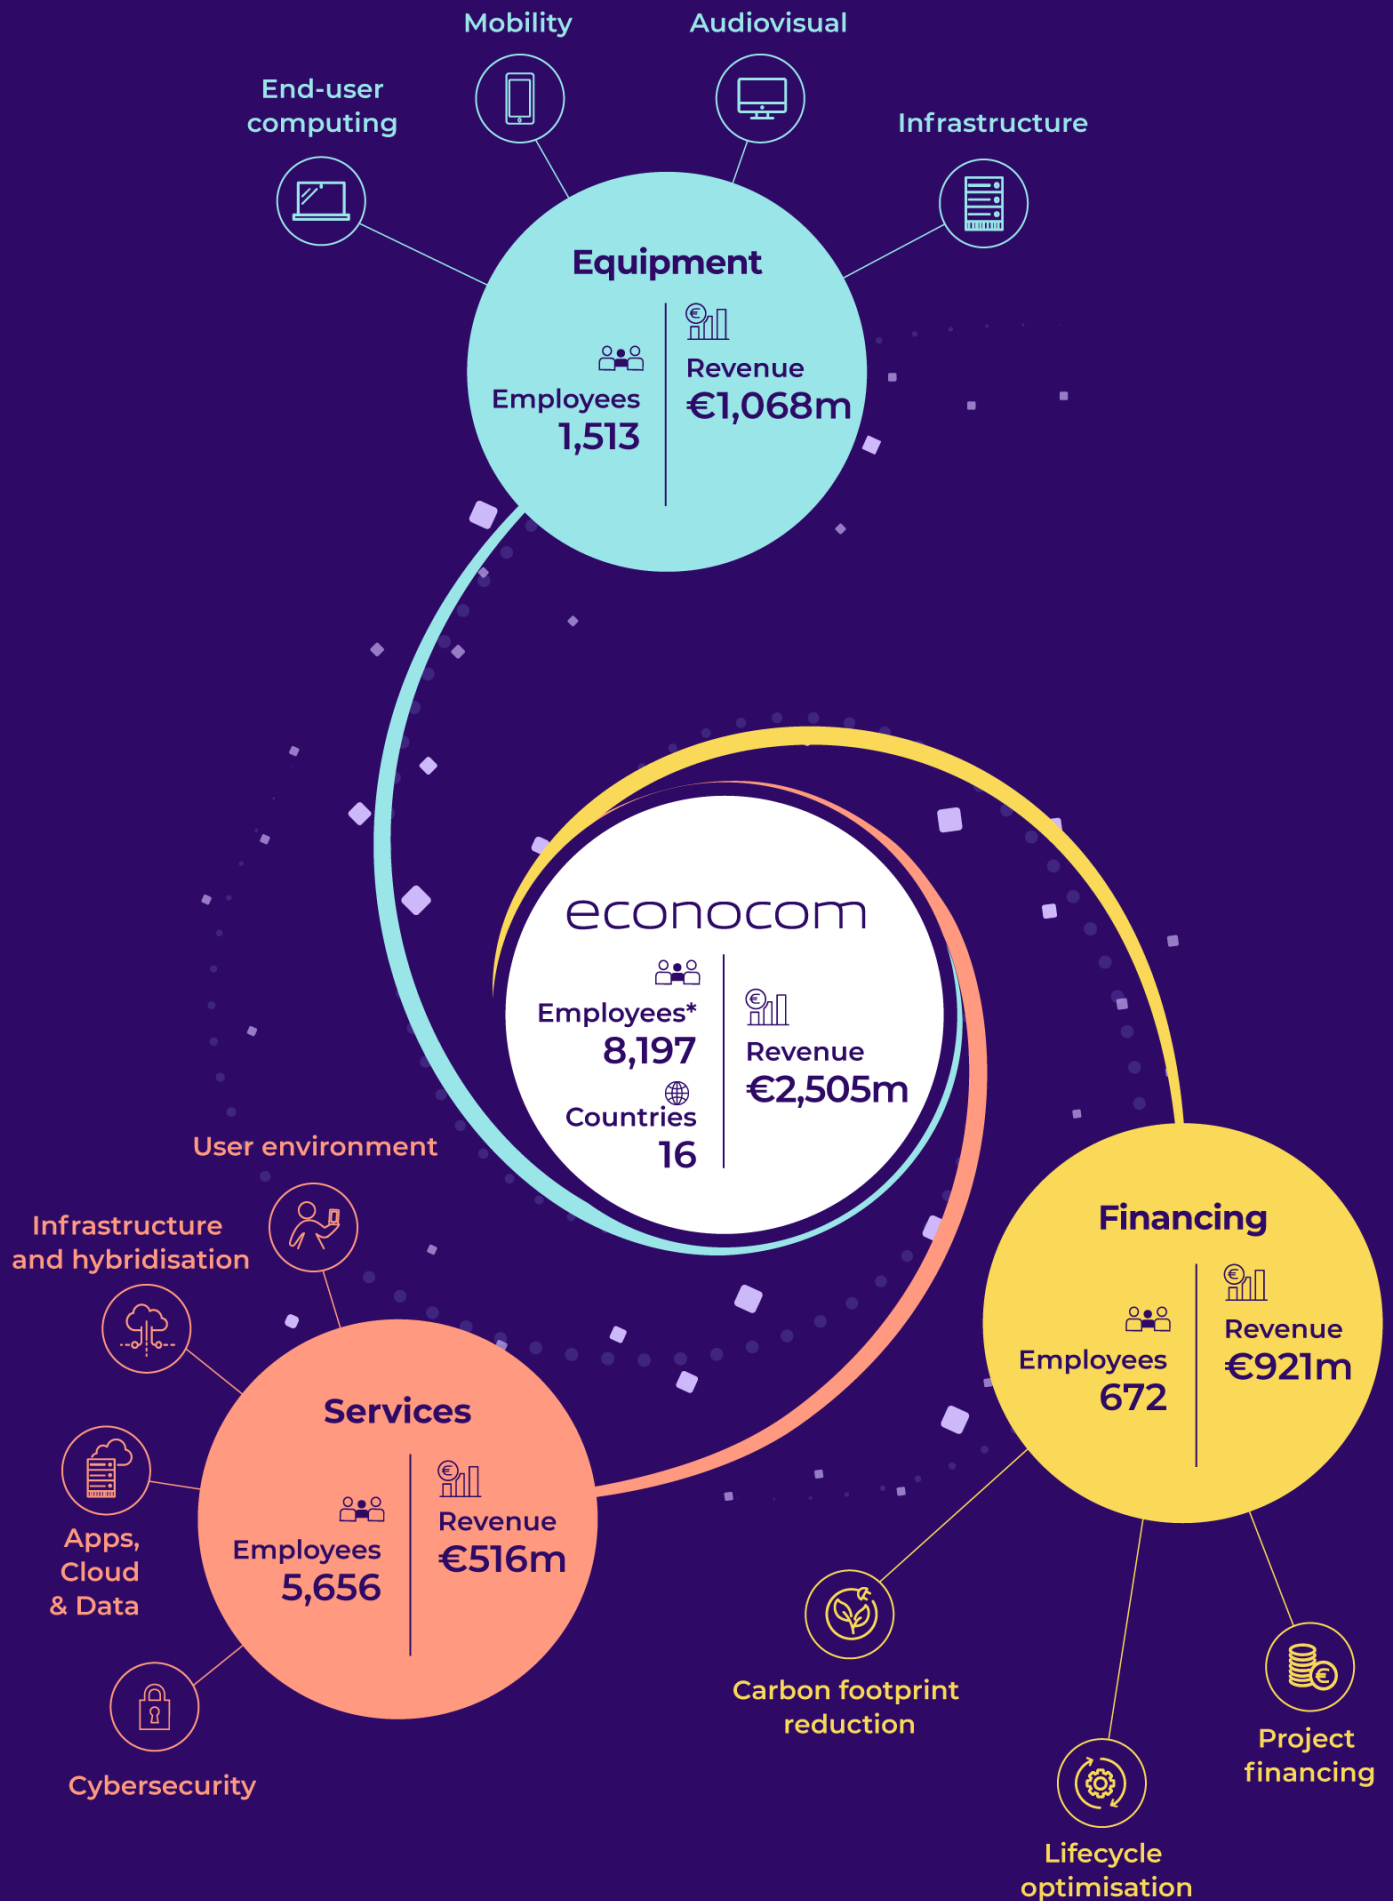 Mobility
Audiovisual
End-user
computing
Infrastructure
Equipment
Employees
1,513
Revenue
€1,068m
econocom
Employees*
8,197
Countries
16
Revenue
€2,505m
User environment
Infrastructure
and hybridisation
Apps,
Cloud
& Data
Cybersecurity
Services
Employees
5,656
Revenue
€516m
Financing
Employees
672
Revenue
€921m
Carbon footprint
reduction
Lifecycle
optimisation
Project
financing